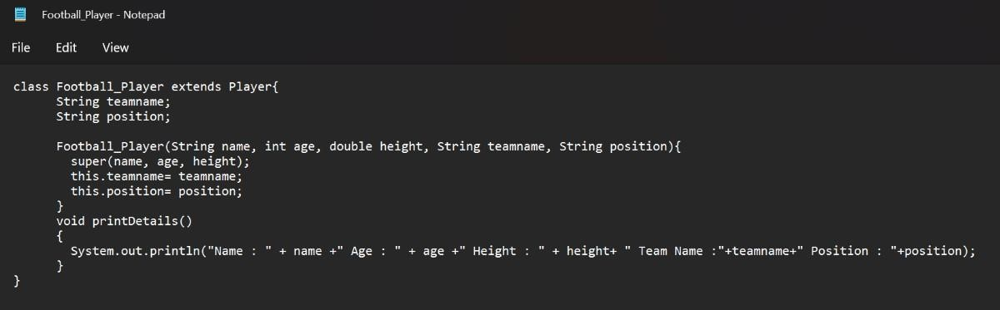 Football_Player - Notepad
File Edit View
class Football_Player extends Player{
String teamname;
String position;
Football_Player(String name, int age, double height, String teamname, String position){
super(name, age, height);
this.teamname= teamname;
this.position= position;
}
void printDetails()
{
System.out.println("Name : " + name +" Age : " + age +" Height : " + height+ " Team Name :"+teamname+" Position : "+position);
}
}